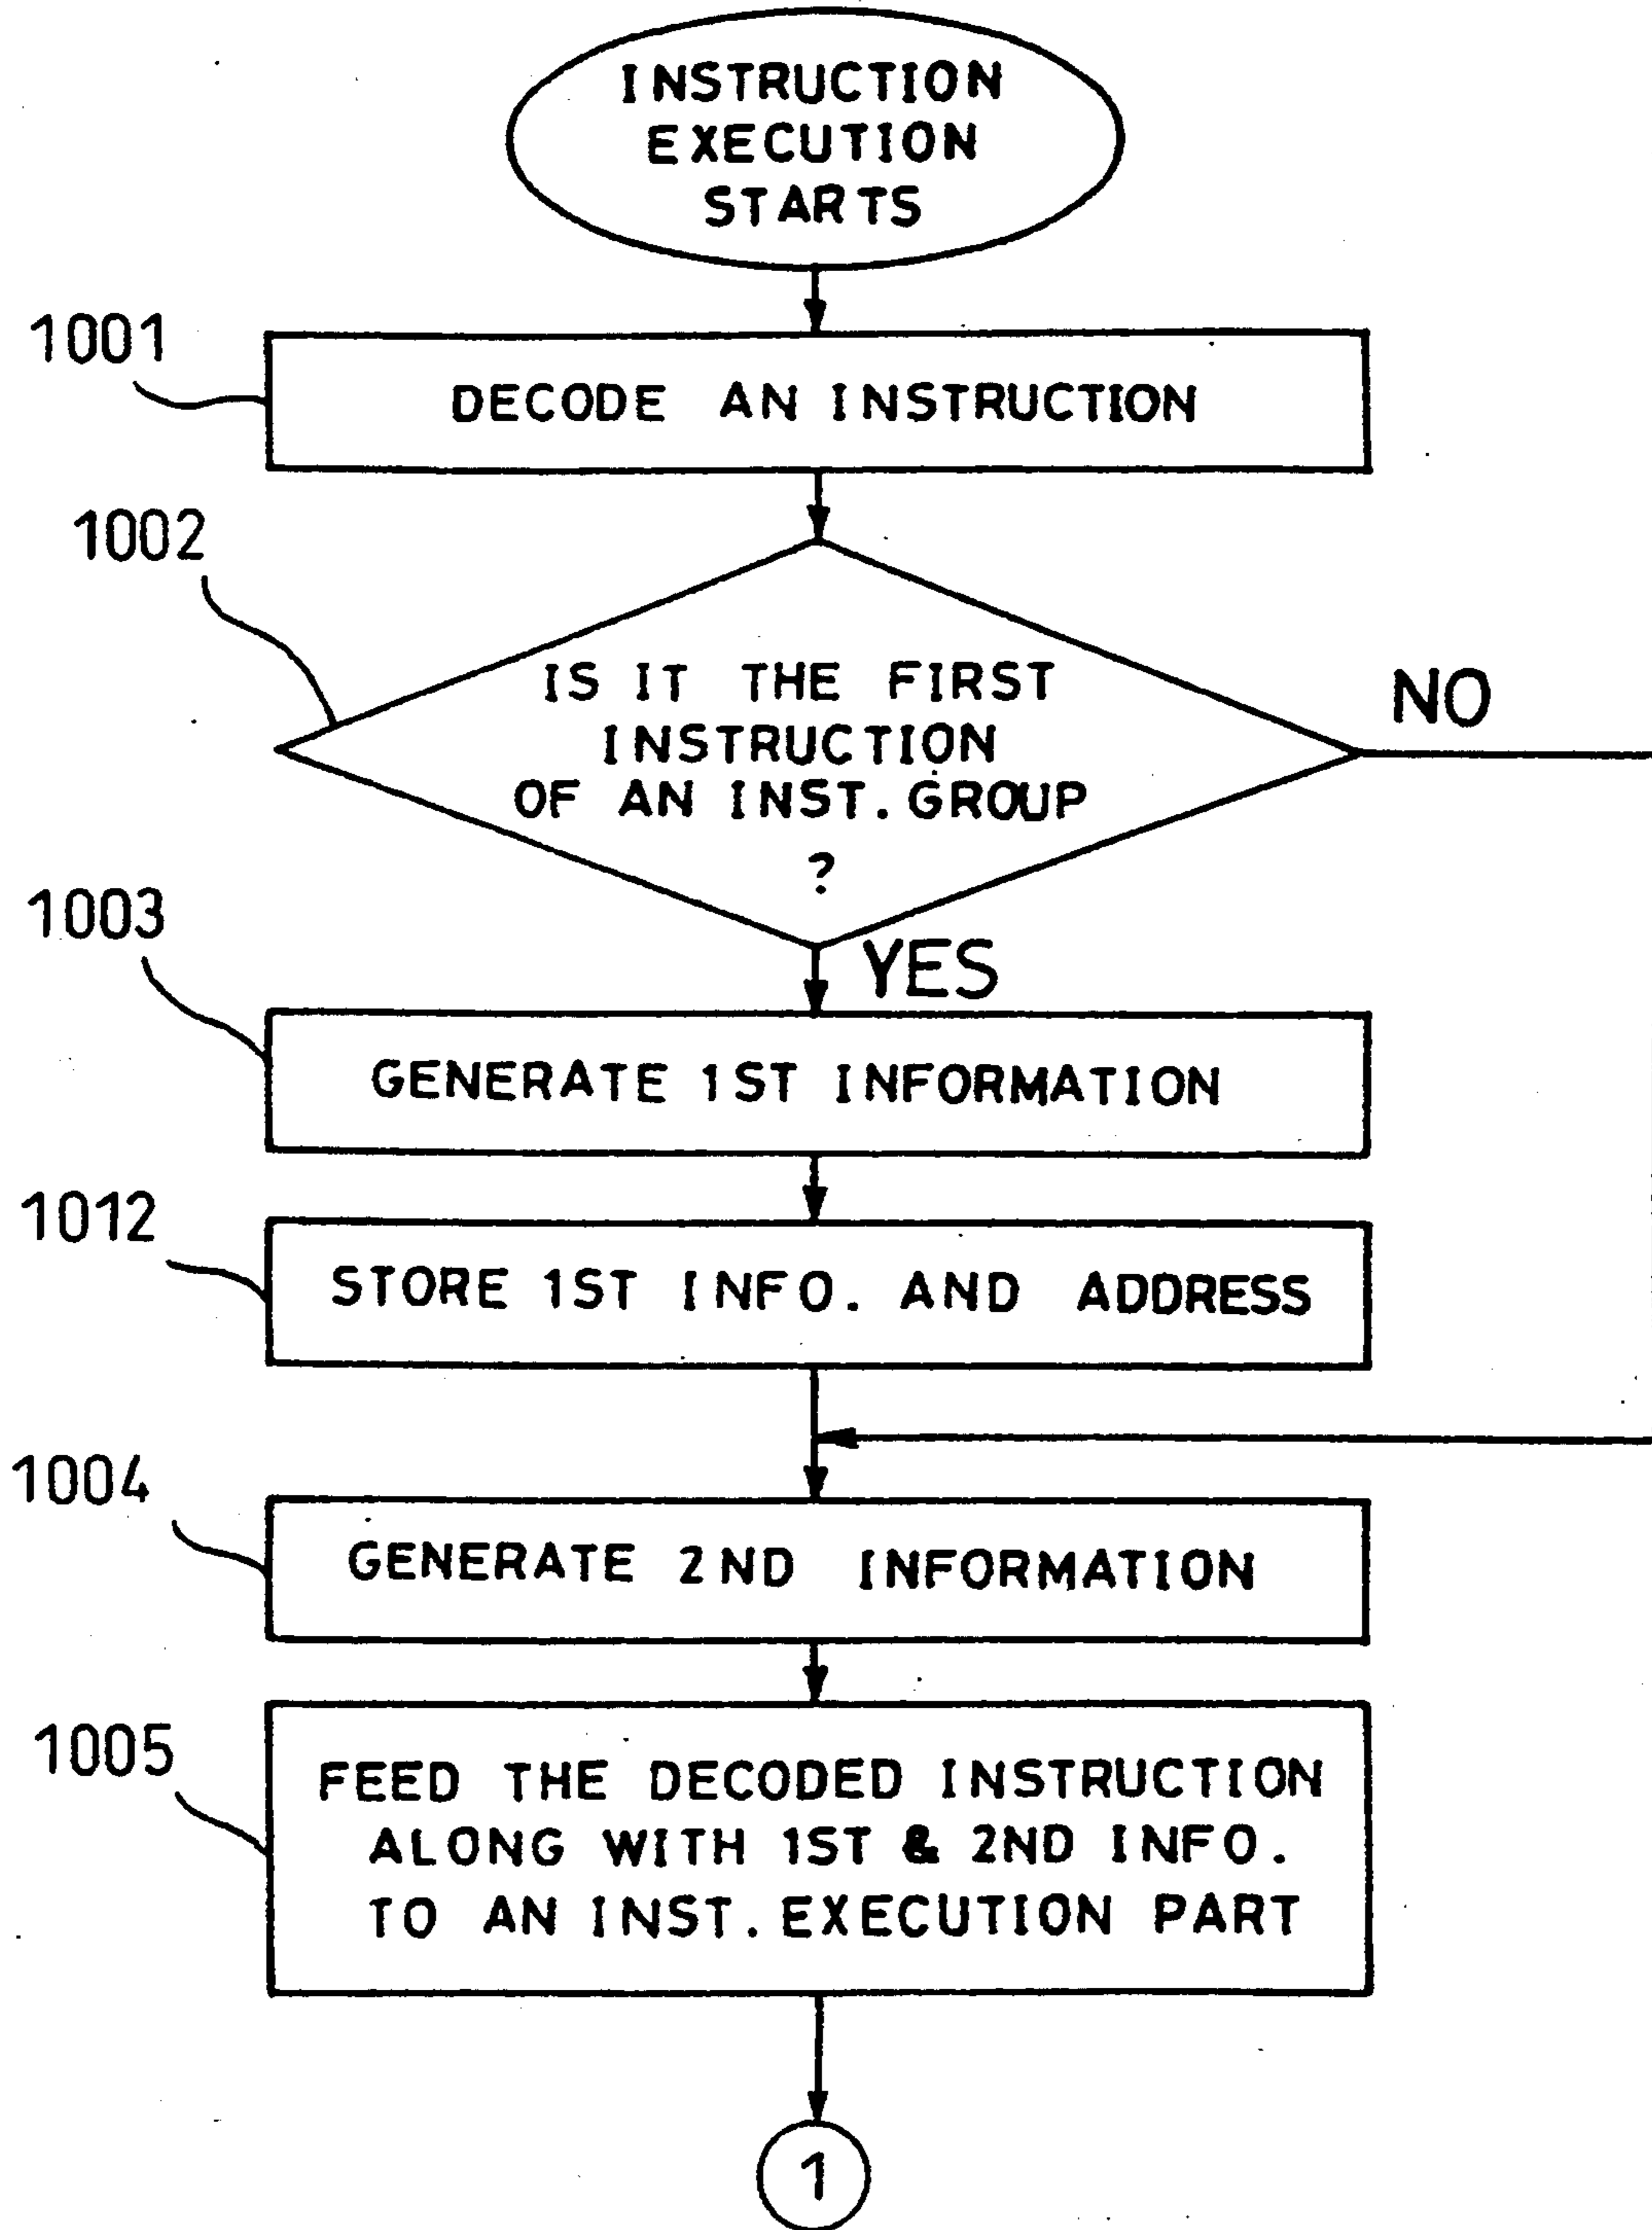 INSTRUCTION
EXECUTION
STARTS
1001
DECODE AN INSTRUCTION
1002
IS IT THE FIRST
INSTRUCTION
OF AN INST. GROUP
?
NO
YES
1003
GENERATE 1ST INFORMATION
1012
STORE 1ST INFO. AND ADDRESS
1004
GENERATE 2ND INFORMATION
1005
FEED THE DECODED INSTRUCTION
ALONG WITH 1ST & 2ND INFO.
TO AN INST. EXECUTION PART
1